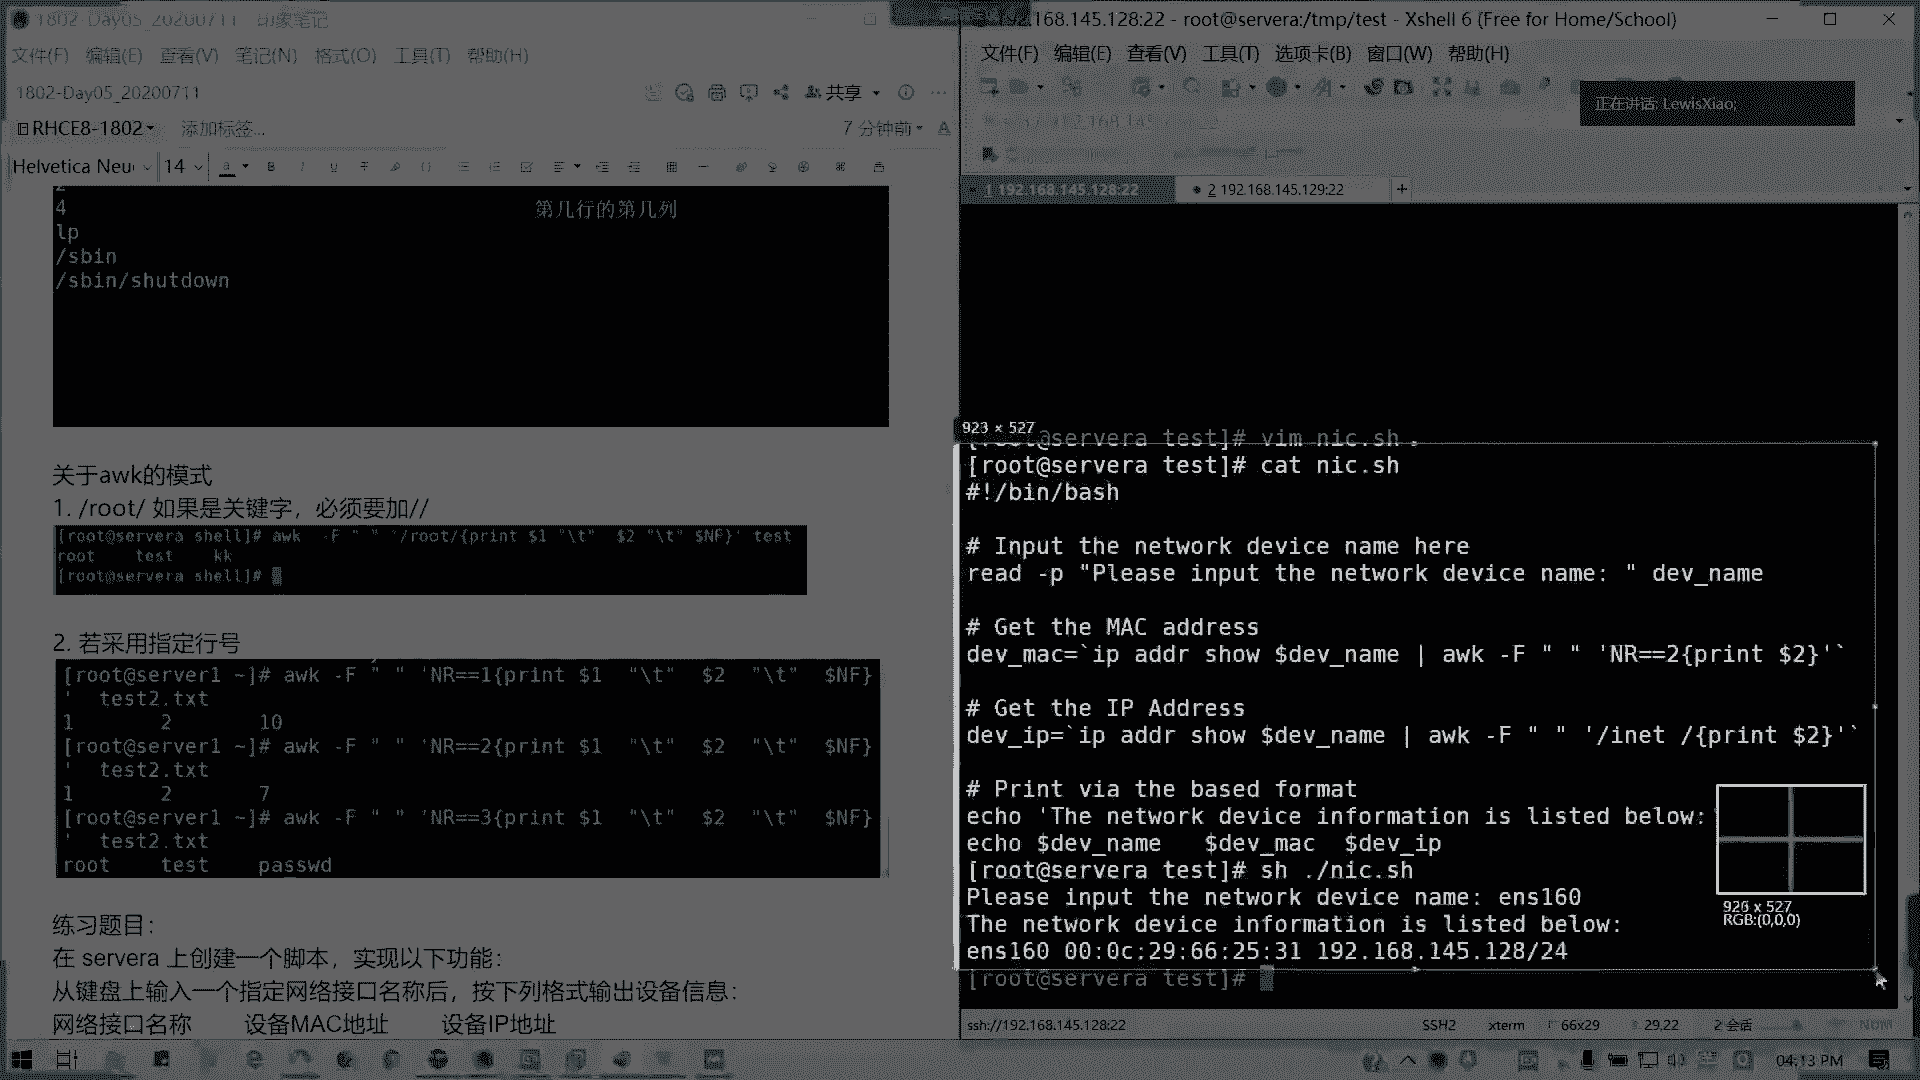 1802-Day05_20200711 - 印象笔记
文件(F) 编辑(E) 查看(V) 笔记(N) 格式(O) 工具(T) 帮助(H)
1802-Day05_20200711
共享
RHCE8-1802
添加标签...
7 分钟前
Helvetica Neu
14
4
第几行的第几列
lp
/sbin
/sbin/shutdown
关于awk的模式
1. /root/ 如果是关键字，必须要加//
[root@servera shell]# awk -F " " '/root/{print $1 "\t" $2 "\t" $NF}' test
root test kk
[root@servera shell]#
2. 若采用指定行号
[root@server1 ~]# awk -F " " 'NR==1{print $1 "\t" $2 "\t" $NF}
' test2.txt
1 2 10
[root@server1 ~]# awk -F " " 'NR==2{print $1 "\t" $2 "\t" $NF}
' test2.txt
1 2 7
[root@server1 ~]# awk -F " " 'NR==3{print $1 "\t" $2 "\t" $NF}
' test2.txt
root test passwd
练习题目：
在 servera 上创建一个脚本，实现以下功能：
从键盘上输入一个指定网络接口名称后，按下列格式输出设备信息：
网络接口名称 设备MAC地址 设备IP地址
192.168.145.128:22 - root@servera:/tmp/test - Xshell 6 (Free for Home/School)
文件(F) 编辑(E) 查看(V) 工具(T) 选项卡(B) 窗口(W) 帮助(H)
正在讲话: LewisXiao;
1 192.168.145.128:22
2 192.168.145.129:22
+
923 × 527
[root@servera test]# vim nic.sh
[root@servera test]# cat nic.sh
#!/bin/bash
# Input the network device name here
read -p "Please input the network device name: " dev_name
# Get the MAC address
dev_mac=`ip addr show $dev_name | awk -F " " 'NR==2{print $2}'`
# Get the IP Address
dev_ip=`ip addr show $dev_name | awk -F " " '/inet /{print $2}'`
# Print via the based format
echo 'The network device information is listed below:
echo $dev_name   $dev_mac  $dev_ip
[root@servera test]# sh ./nic.sh
Please input the network device name: ens160
The network device information is listed below:
ens160 00:0c:29:66:25:31 192.168.145.128/24
[root@servera test]#
926 x 527
RGB:(0,0,0)
ssh://192.168.145.128:22
SSH2
xterm
66x29
29,22
2 会话
NUM
04:13 PM